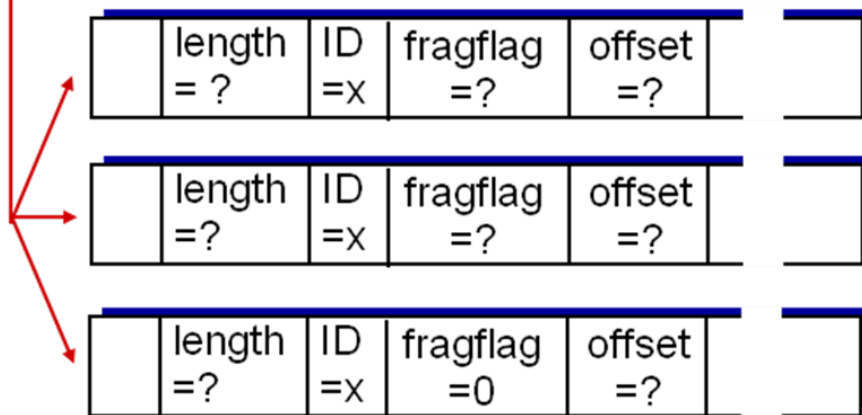 length ID fragflag offset
= ? =x =? =?
length ID fragflag offset
=? =x =? =?
length ID fragflag offset
=? =x =0 =?